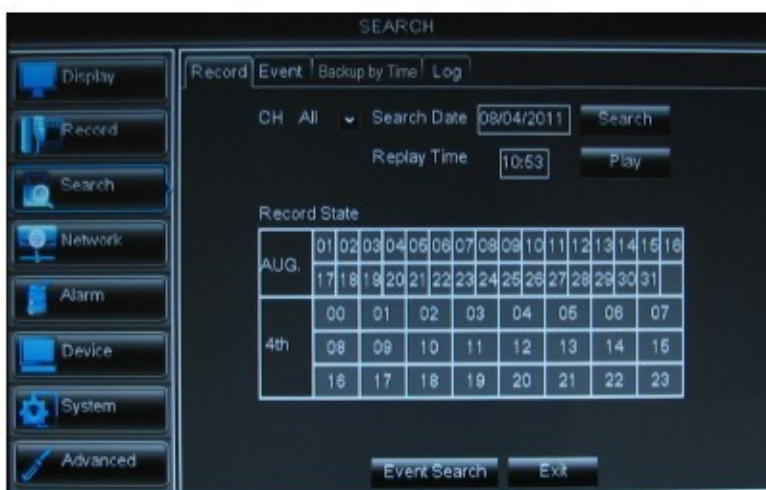 SEARCH
Display
Record
Search
Network
Alarm
Device
System
Advanced
Record Event Backup by Time Log
CH All Search Date 08/04/2011 Search
Replay Time 10:53 Play
Record State
AUG. 01 02 03 04 05 06 07 08 09 10 11 12 13 14 15 16
17 18 19 20 21 22 23 24 25 26 27 28 29 30 31
4th 00 01 02 03 04 05 06 07
08 09 10 11 12 13 14 15
16 17 18 19 20 21 22 23
Event Search Exit